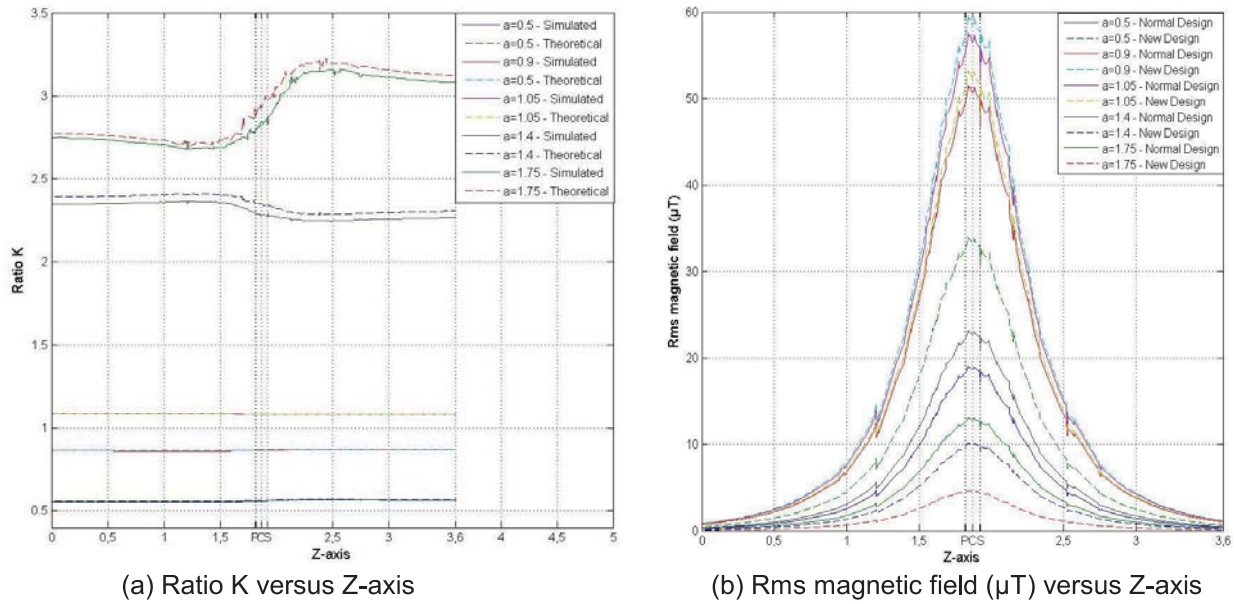 3.5
3
2.5
2
1.5
1
0.5
Ratio K
0
0,5
1
1,5
PCS
2,5
3
3,6
4
4,5
5
Z-axis
a=0.5 - Simulated
a=0.5 - Theoretical
a=0.9 - Simulated
a=0.5 - Theoretical
a=1.05 - Simulated
a=1.05 - Theoretical
a=1.4 - Simulated
a=1.4 - Theoretical
a=1.75 - Simulated
a=1.75 - Theoretical
(a) Ratio K versus Z-axis
60
50
40
30
20
10
0
Rms magnetic field (µT)
0
1
1,5
PCS
2,5
3,6
Z-axis
a=0.5 - Normal Design
a=0.5 - New Design
a=0.9 - Normal Design
a=0.9 - New Design
a=1.05 - Normal Design
a=1.05 - New Design
a=1.4 - Normal Design
a=1.4 - New Design
a=1.75 - Normal Design
a=1.75 - New Design
(b) Rms magnetic field (µT) versus Z-axis